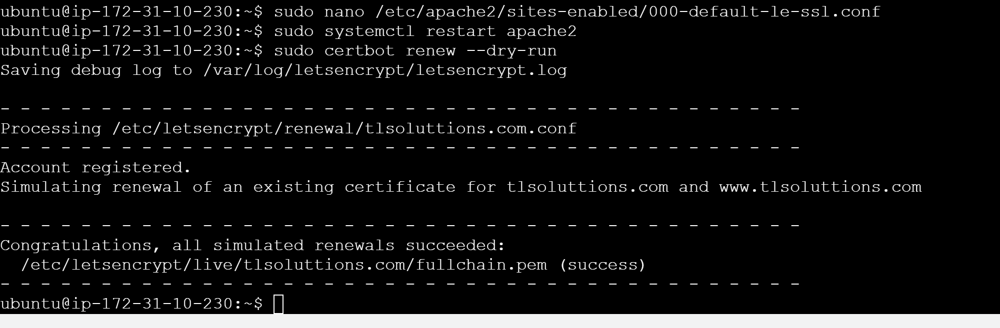 ubuntu@ip-172-31-10-230:~$ sudo nano /etc/apache2/sites-enabled/000-default-le-ssl.conf
ubuntu@ip-172-31-10-230:~$ sudo systemctl restart apache2
ubuntu@ip-172-31-10-230:~$ sudo certbot renew --dry-run
Saving debug log to /var/log/letsencrypt/letsencrypt.log
- - - - - - - - - - - - - - - - - - - - - - - - - - - - - - - - - - - - - - - -
Processing /etc/letsencrypt/renewal/tlsoluttions.com.conf
- - - - - - - - - - - - - - - - - - - - - - - - - - - - - - - - - - - - - - - -
Account registered.
Simulating renewal of an existing certificate for tlsoluttions.com and www.tlsoluttions.com
- - - - - - - - - - - - - - - - - - - - - - - - - - - - - - - - - - - - - - - -
Congratulations, all simulated renewals succeeded:
  /etc/letsencrypt/live/tlsoluttions.com/fullchain.pem (success)
- - - - - - - - - - - - - - - - - - - - - - - - - - - - - - - - - - - - - - - -
ubuntu@ip-172-31-10-230:~$